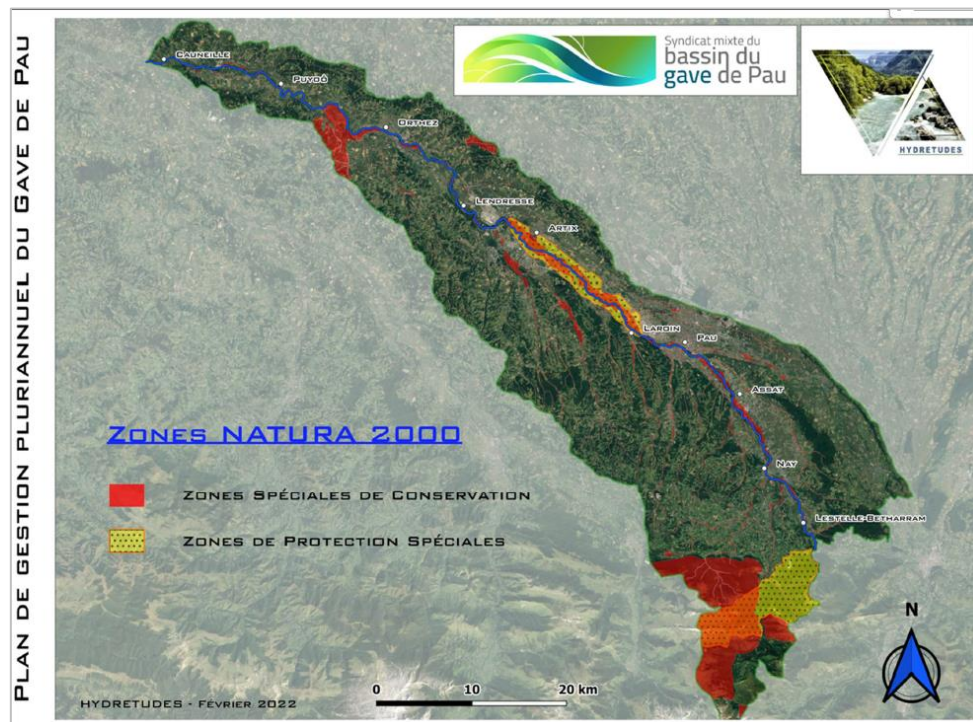 PLAN DE GESTION PLURIANNUEL DU GAVE DE PAU
Syndicat mixte du
bassin du
gave de Pau
HYDRETUDES
CAUNEILLE
PUYOÔ
ORTHEZ
LENDRESSE
ARTIX
LAROIN
PAU
ASSAT
NAY
LESTELLE-BETHARRAM
ZONES NATURA 2000
ZONES SPÉCIALES DE CONSERVATION
ZONES DE PROTECTION SPÉCIALES
N
0 10 20 km
HYDRETUDES - FÉVRIER 2022